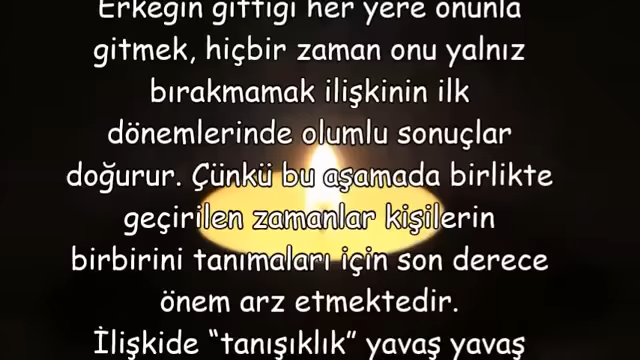 Erkeğin gittiği her yere onunla
gitmek, hiçbir zaman onu yalnız
bırakmamak ilişkinin ilk
dönemlerinde olumlu sonuçlar
doğurur. Çünkü bu aşamada birlikte
geçirilen zamanlar kişilerin
birbirini tanımaları için son derece
önem arz etmektedir.
İlişkide “tanışıklık” yavaş yavaş